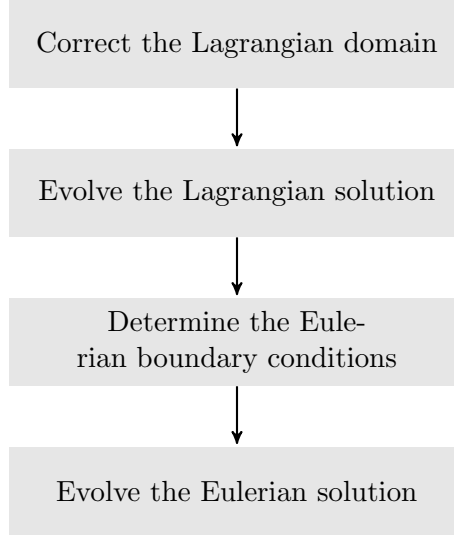 Correct the Lagrangian domain
Evolve the Lagrangian solution
Determine the Eule-
rian boundary conditions
Evolve the Eulerian solution